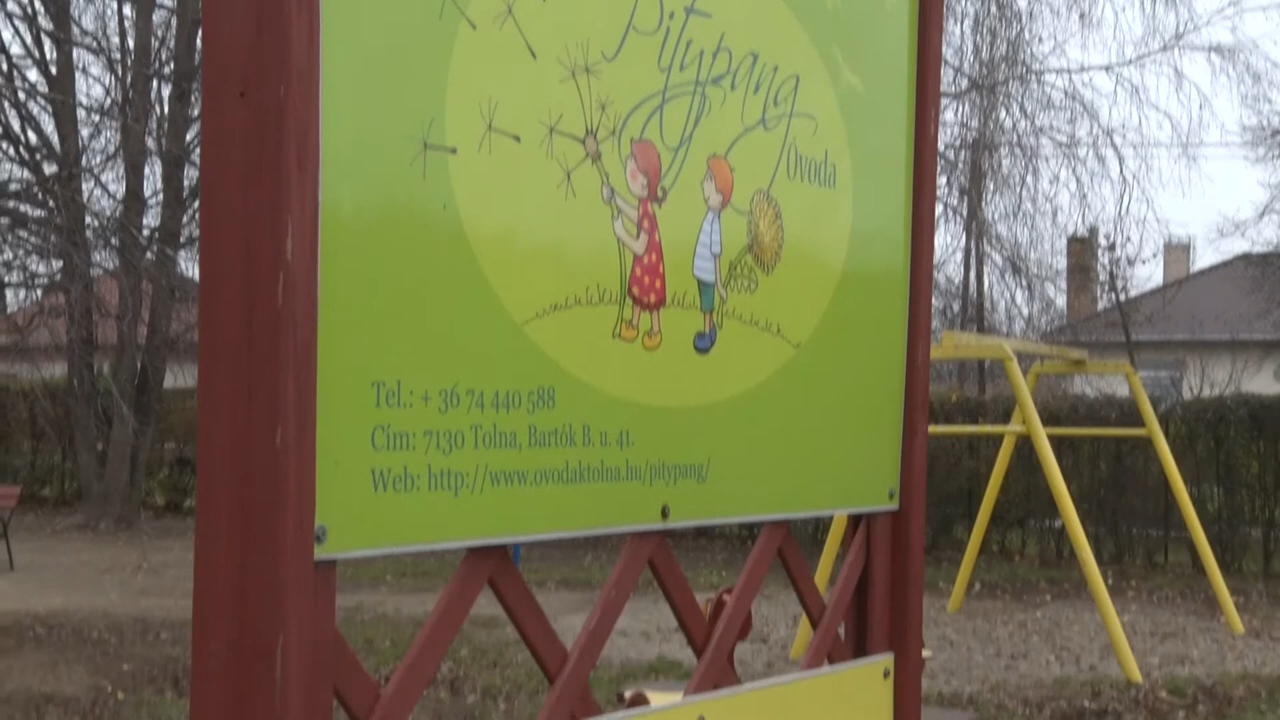 Pitypang
Óvoda
Tel.: + 36 74 440 588
Cím: 7130 Tolna, Bartók B. u. 41.
Web: http://www.ovodaktolna.hu/pitypang/